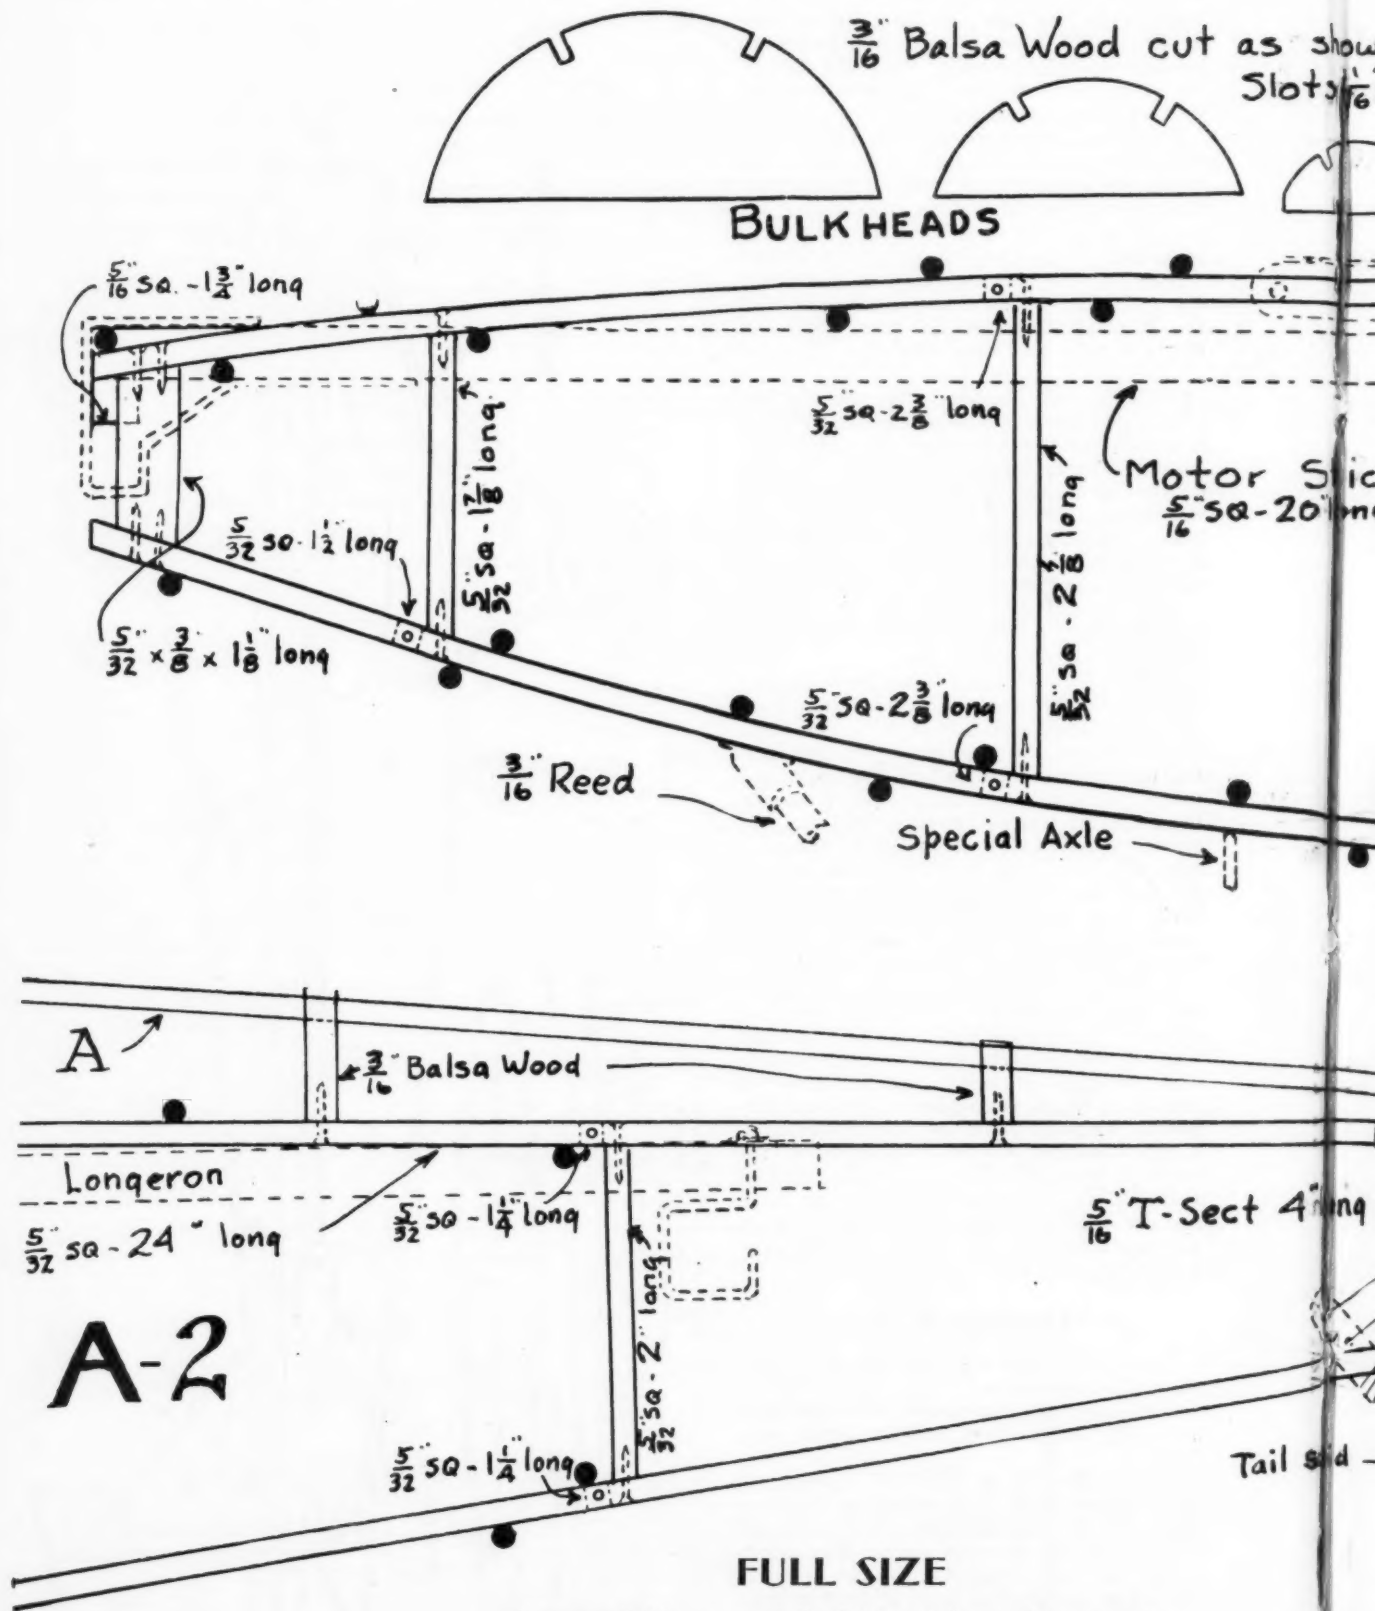 3/16" Balsa Wood cut as show
Slots 1/16"
BULKHEADS
5/16" SQ. - 1 3/4" long
5/32" SQ - 2 3/8" long
5/32" SQ - 1 7/8" long
Motor Stic
5/16" SQ - 20" long
5/32 SQ - 1 1/2" long
5/32" SQ - 2 7/8" long
5/32" x 3/8" x 1 1/8" long
5/32" SQ - 2 3/8" long
3/16" Reed
Special Axle
A
3/16" Balsa Wood
Longeron
5/32" SQ - 24" long
5/32" SQ - 1 1/4" long
5/16" T-Sect 4" long
5/32" SQ - 2" long
A-2
5/32" SQ - 1 1/4" long
Tail skid
FULL SIZE